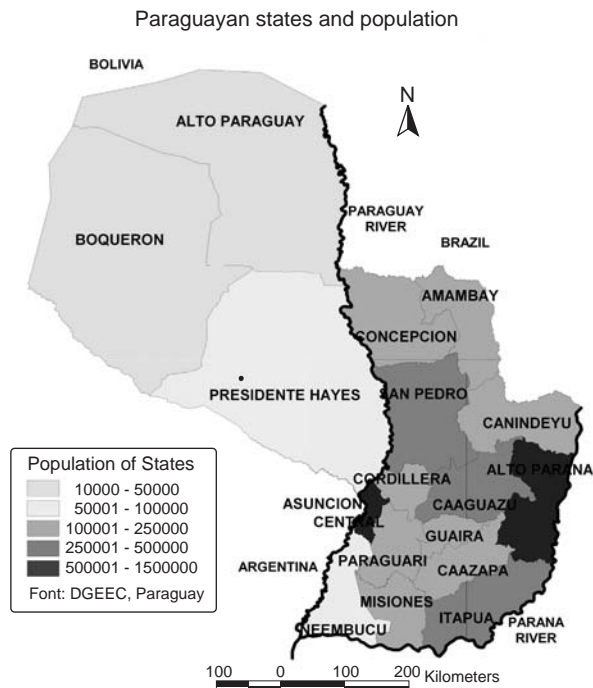 Paraguayan states and population
BOLIVIA
N
ALTO PARAGUAY
PARAGUAY
RIVER
BOQUERON
BRAZIL
AMAMBAY
CONCEPCION
PRESIDENTE HAYES
SAN PEDRO
CANINDEYU
Population of States
10000 - 50000
50001 - 100000
100001 - 250000
250001 - 500000
500001 - 1500000
Font: DGEEC, Paraguay
ALTO PARANA
CORDILLERA
ASUNCION
CAAGUAZU
CENTRAL
GUAIRA
ARGENTINA
PARAGUARI
CAAZAPA
MISIONES
ITAPUA
PARANA
RIVER
NEEMBUCU
100 0 100 200 Kilometers